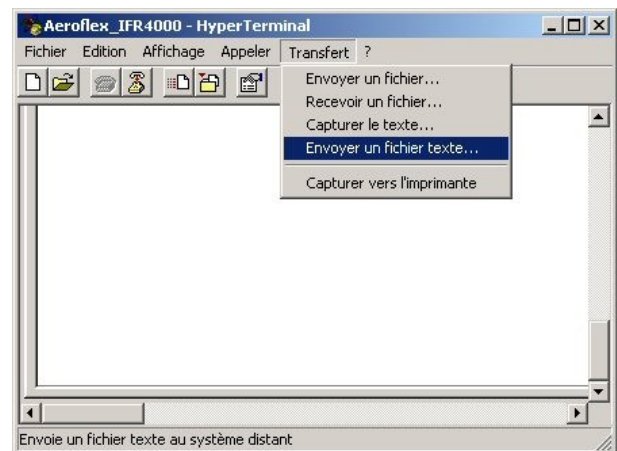 Aeroflex_IFR4000 - HyperTerminal
Fichier Edition Affichage Appeler Transfert ?
Envoyer un fichier...
Recevoir un fichier...
Capturer le texte...
Envoyer un fichier texte...
Capturer vers l'imprimante
Envoie un fichier texte au système distant